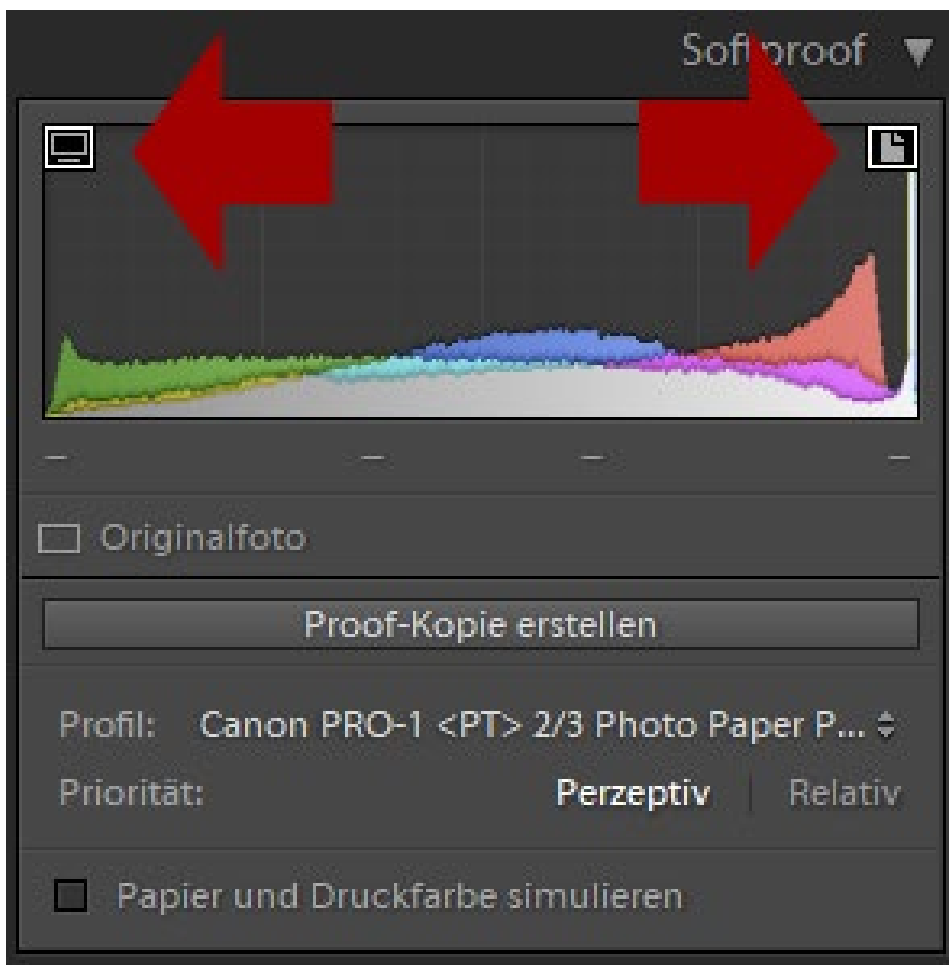 Softproof
Originalfoto
Proof-Kopie erstellen
Profil: Canon PRO-1 <PT> 2/3 Photo Paper P...
Priorität: Perzeptiv Relativ
Papier und Druckfarbe simulieren